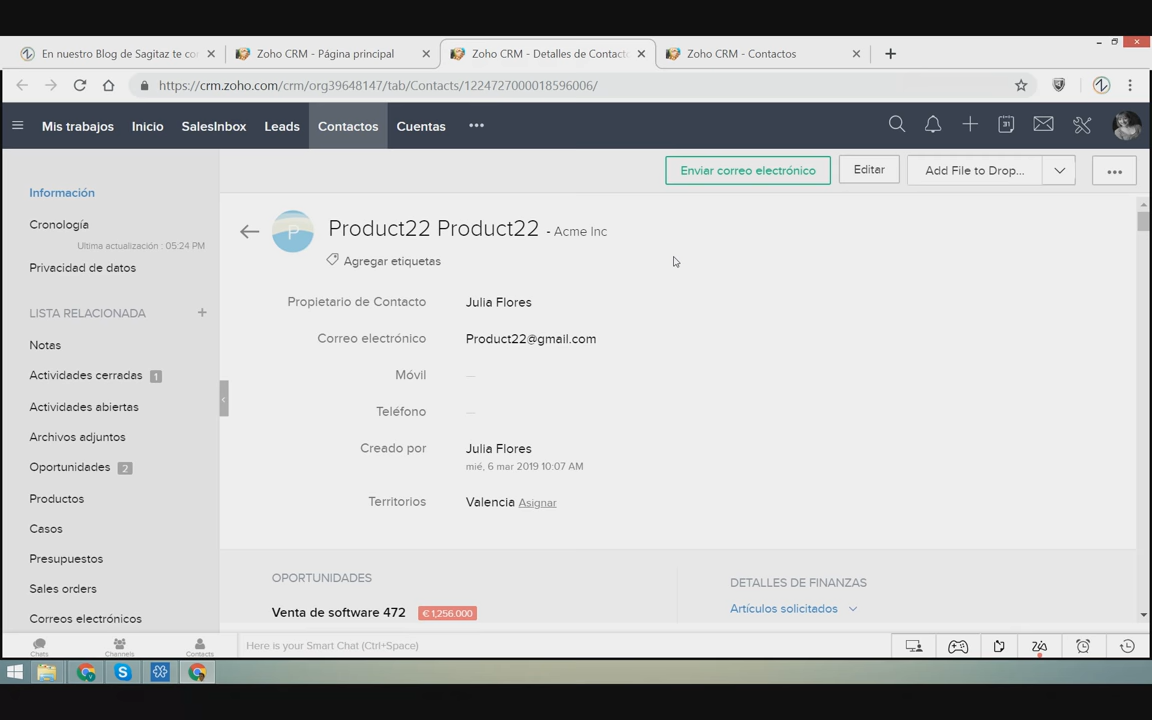 En nuestro Blog de Sagitaz te co
Zoho CRM - Página principal
Zoho CRM - Detalles de Contacto
Zoho CRM - Contactos
https://crm.zoho.com/crm/org39648147/tab/Contacts/1224727000018596006/
Mis trabajos
Inicio
SalesInbox
Leads
Contactos
Cuentas
31
Enviar correo electrónico
Editar
Add File to Drop...
Información
Cronología
Ultima actualización : 05:24 PM
Privacidad de datos
LISTA RELACIONADA
Notas
Actividades cerradas 1
Actividades abiertas
Archivos adjuntos
Oportunidades 2
Productos
Casos
Presupuestos
Sales orders
Correos electrónicos
P
Product22 Product22 - Acme Inc
Agregar etiquetas
Propietario de Contacto Julia Flores
Correo electrónico Product22@gmail.com
Móvil —
Teléfono —
Creado por Julia Flores
mié, 6 mar 2019 10:07 AM
Territorios Valencia Asignar
OPORTUNIDADES
Venta de software 472 € 1,256.000
DETALLES DE FINANZAS
Artículos solicitados
Chats
Channels
Contacts
Here is your Smart Chat (Ctrl+Space)